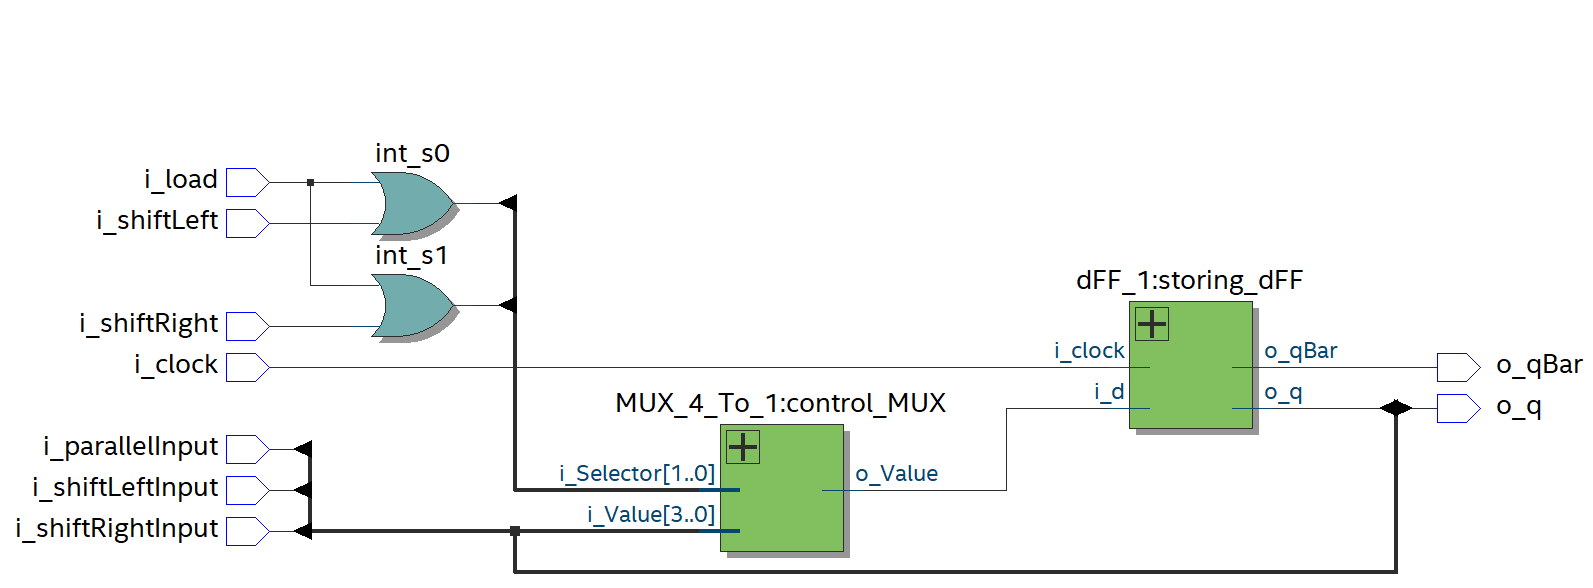 int_s0
i_load
i_shiftLeft
int_s1
dFF_1:storing_dFF
i_shiftRight
i_clock
i_clock
o_qBar
o_qBar
i_d
o_q
o_q
MUX_4_To_1:control_MUX
i_parallelInput
i_Selector[1..0]
o_Value
i_shiftLeftInput
i_Value[3..0]
i_shiftRightInput